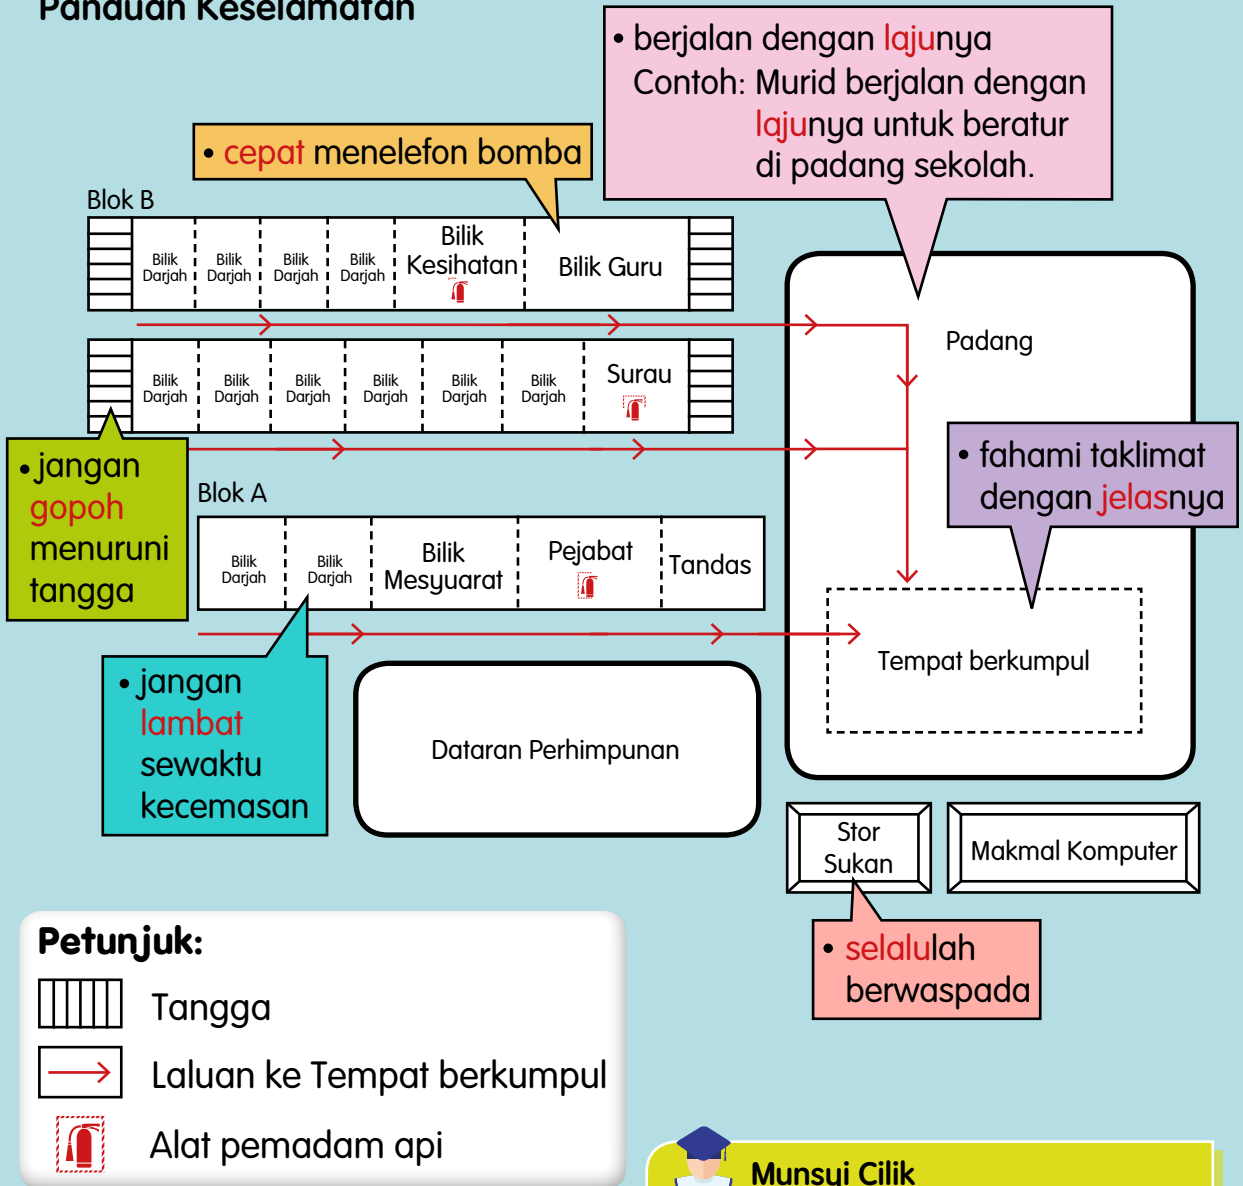 Panduan Keselamatan
• berjalan dengan lajunya
Contoh: Murid berjalan dengan
lajunya untuk beratur
di padang sekolah.
• cepat menelefon bomba
Blok B
Bilik
Darjah
Bilik
Darjah
Bilik
Darjah
Bilik
Darjah
Bilik
Kesihatan
Bilik Guru
Padang
Bilik
Darjah
Bilik
Darjah
Bilik
Darjah
Bilik
Darjah
Bilik
Darjah
Bilik
Darjah
Surau
• jangan
gopoh
menuruni
tangga
• fahami taklimat
dengan jelasnya
Blok A
Bilik
Darjah
Bilik
Darjah
Bilik
Mesyuarat
Pejabat
Tandas
Tempat berkumpul
• jangan
lambat
sewaktu
kecemasan
Dataran Perhimpunan
Stor
Sukan
Makmal Komputer
• selalulah
berwaspada
Petunjuk:
Tangga
Laluan ke Tempat berkumpul
Alat pemadam api
Munsyi Cilik